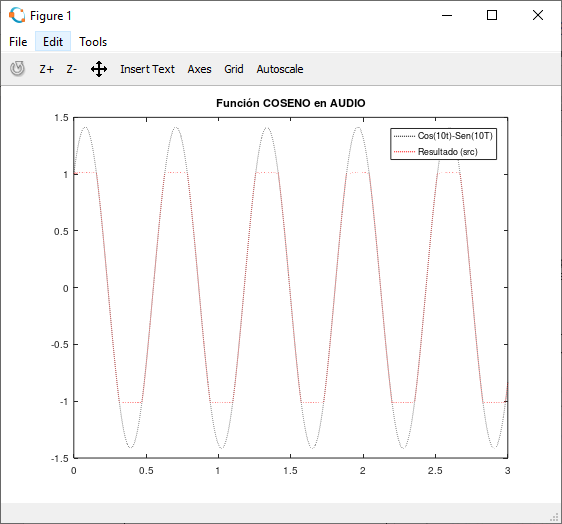 Figure 1
File Edit Tools
Z+ Z- Insert Text Axes Grid Autoscale
Función COSENO en AUDIO
Cos(10t)-Sen(10T)
Resultado (src)
1.5
1
0.5
0
-0.5
-1
-1.5
0 0.5 1 1.5 2 2.5 3